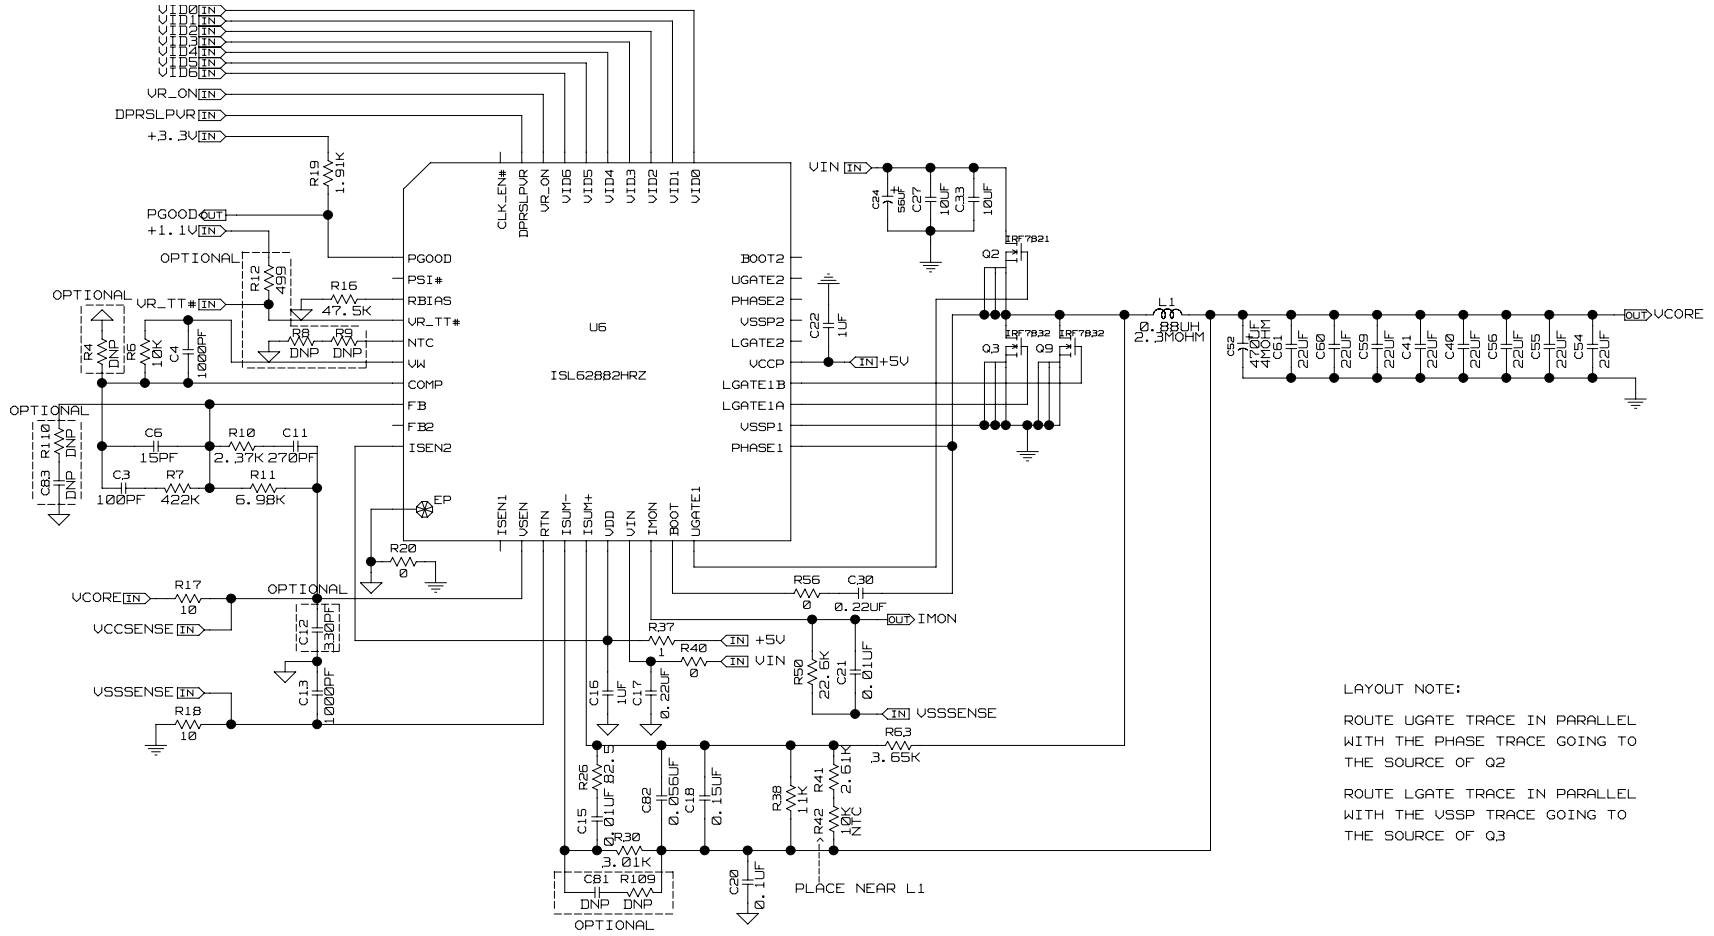 VID0 IN
VID1 IN
VID2 IN
VID3 IN
VID4 IN
VID5 IN
VID6 IN
VR_ON IN
DPRSLPVR IN
+3.3V IN
R19
1.91K
PGOOD OUT
+1.1V IN
OPTIONAL
R12
499
R16
47.5K
OPTIONAL
VR_TT# IN
R4
DNP
R6
10K
C4
1000PF
R8
DNP
R9
DNP
OPTIONAL
R110
DNP
C83
DNP
C6
15PF
R10
2.37K
C11
270PF
C3
100PF
R7
422K
R11
6.98K
CLK_EN#
DPRSLPVR
VR_ON
VID6
VID5
VID4
VID3
VID2
VID1
VID0
PGOOD
PSI#
RBIAS
VR_TT#
NTC
VW
COMP
FB
FB2
ISEN2
EP
U6
ISL62882HRZ
BOOT2
UGATE2
PHASE2
VSSP2
LGATE2
VCCP
LGATE1B
LGATE1A
VSSP1
PHASE1
ISEN1
VSEN
RTN
ISUM-
ISUM+
VDD
VIN
IMON
BOOT
UGATE1
VIN IN
C24
56UF
+
C27
10UF
C33
10UF
IRF7821
Q2
C22
1UF
IN +5V
IRF7832
Q3
IRF7832
Q9
L1
0.88UH
2.3MOHM
OUT VCORE
C52
470UF
4MOHM
+
C61
22UF
C60
22UF
C59
22UF
C41
22UF
C40
22UF
C56
22UF
C55
22UF
C54
22UF
R20
0
VCORE IN
R17
10
VCCSENSE IN
OPTIONAL
C12
330PF
C13
1000PF
VSSSENSE IN
R18
10
R56
0
C30
0.22UF
OUT IMON
R37
1
IN +5V
R40
0
IN VIN
C16
1UF
C17
0.22UF
R50
22.6K
C21
0.01UF
IN VSSSENSE
R63
3.65K
R26
82.5
C15
0.01UF
C82
0.056UF
C18
0.15UF
R38
11K
R41
2.61K
R42
10K
NTC
R30
3.01K
C81
DNP
R109
DNP
OPTIONAL
C20
0.1UF
PLACE NEAR L1
LAYOUT NOTE:
ROUTE UGATE TRACE IN PARALLEL
WITH THE PHASE TRACE GOING TO
THE SOURCE OF Q2
ROUTE LGATE TRACE IN PARALLEL
WITH THE VSSP TRACE GOING TO
THE SOURCE OF Q3